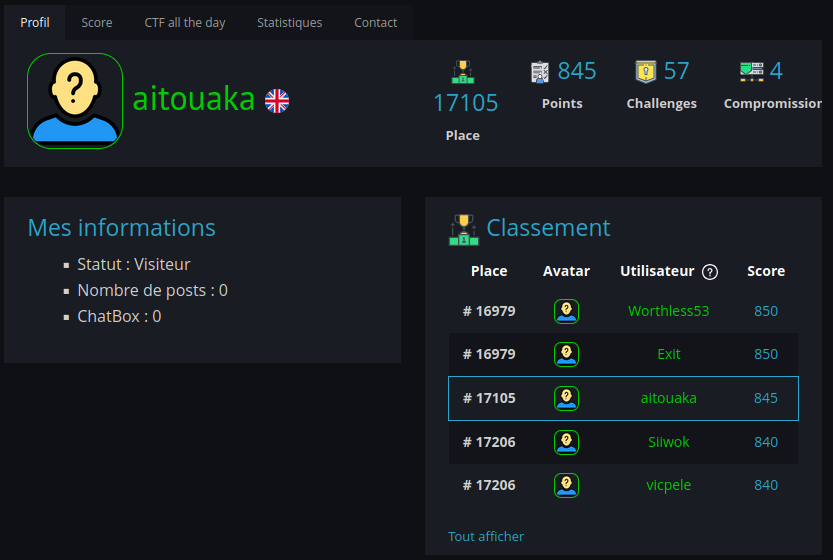 Profil Score CTF all the day Statistiques Contact
aitouaka
17105
Place
845
Points
57
Challenges
4
Compromission
Mes informations
Statut : Visiteur
Nombre de posts : 0
ChatBox : 0
Classement
Place Avatar Utilisateur ? Score
# 16979 Worthless53 850
# 16979 Exit 850
# 17105 aitouaka 845
# 17206 Siiwok 840
# 17206 vicpele 840
Tout afficher